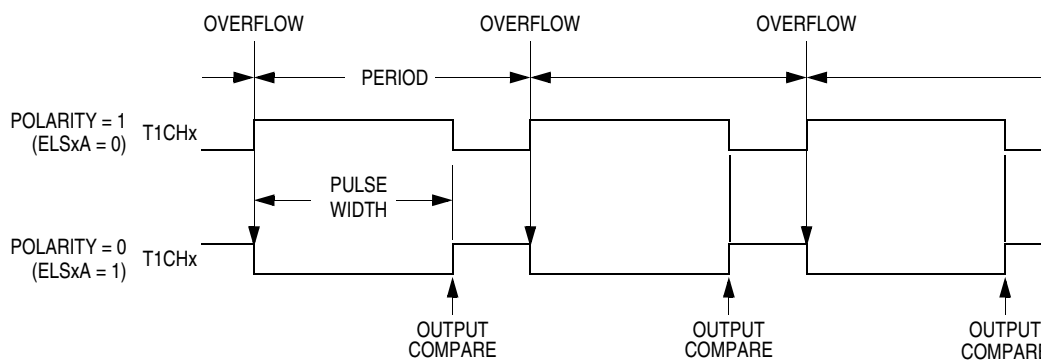 OVERFLOW OVERFLOW OVERFLOW
PERIOD
POLARITY = 1
(ELSxA = 0)
T1CHx
PULSE
WIDTH
POLARITY = 0
(ELSxA = 1)
T1CHx
OUTPUT
COMPARE
OUTPUT
COMPARE
OUTPUT
COMPARE